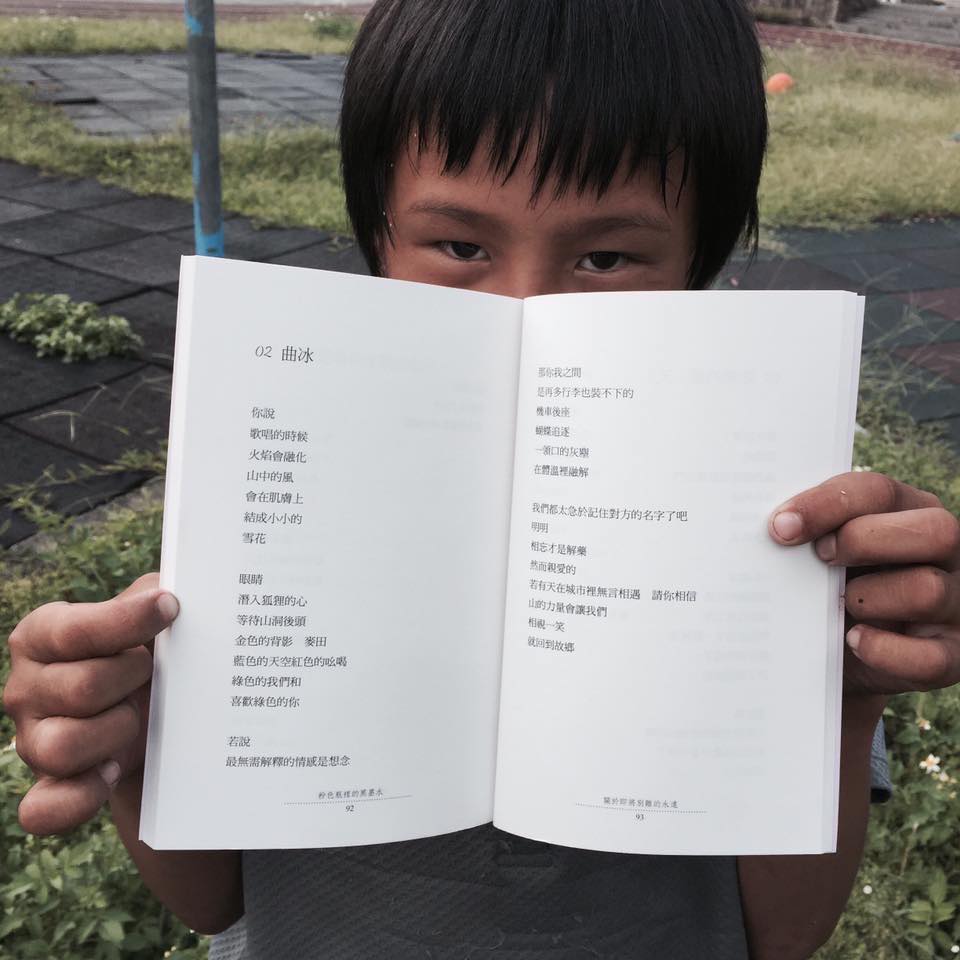 02 曲冰
你說
歌唱的時候
火焰會融化
山中的風
會在肌膚上
結成小小的
雪花
眼睛
潛入狐狸的心
等待山洞後頭
金色的背影　麥田
藍色的天空紅色的吆喝
綠色的我們和
喜歡綠色的你
若說
最無需解釋的情感是想念
粉色瓶裡的黑墨水
92
那你我之間
是再多行李也裝不下的
機車後座
蝴蝶追逐
一領口的灰塵
在體溫裡融解
我們都太急於記住對方的名字了吧
明明
相忘才是解藥
然而親愛的
若有天在城市裡無言相遇　請你相信
山的力量會讓我們
相視一笑
就回到故鄉
關於即將別離的永遠
93